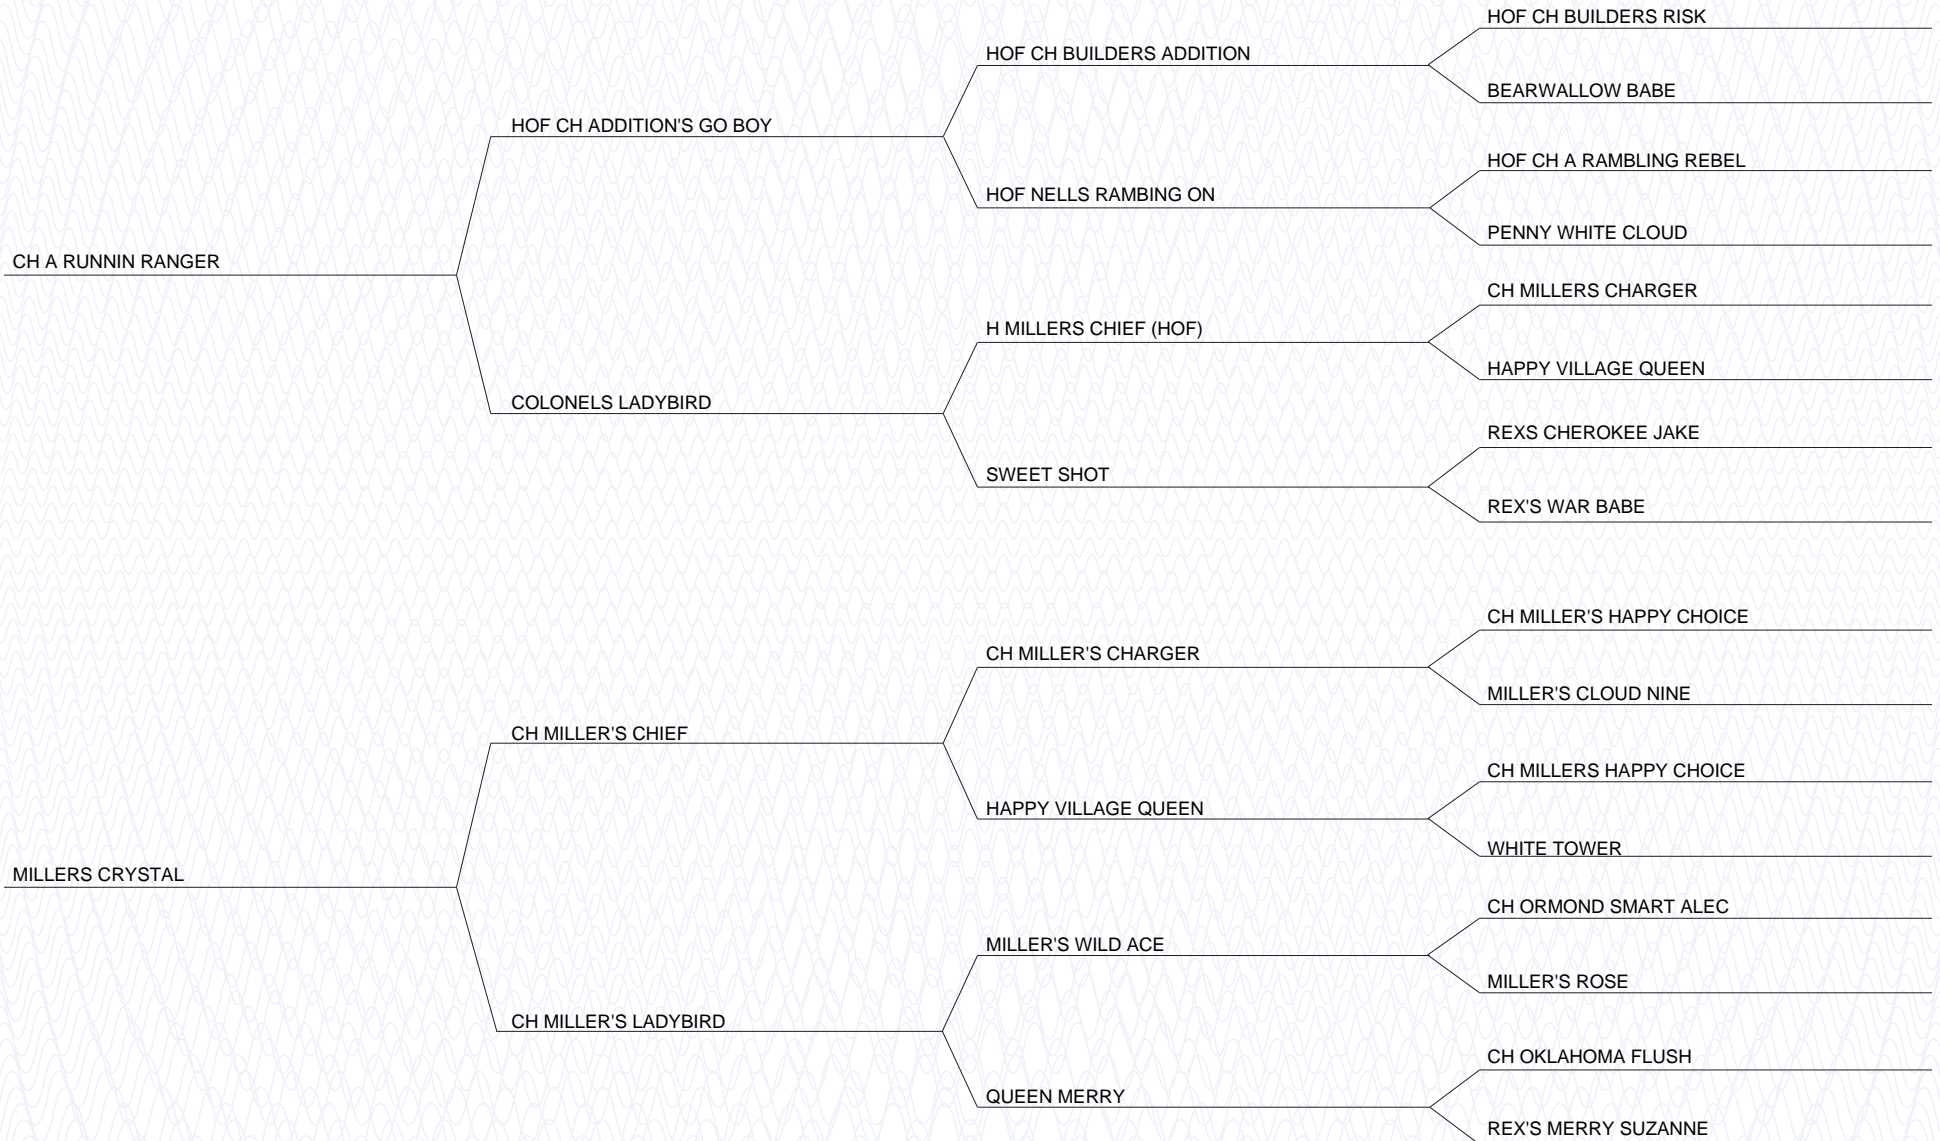 HOF CH BUILDERS RISK
HOF CH BUILDERS ADDITION
BEARWALLOW BABE
HOF CH ADDITION'S GO BOY
HOF CH A RAMBLING REBEL
HOF NELLS RAMBING ON
PENNY WHITE CLOUD
CH A RUNNIN RANGER
CH MILLERS CHARGER
H MILLERS CHIEF (HOF)
HAPPY VILLAGE QUEEN
COLONELS LADYBIRD
REXS CHEROKEE JAKE
SWEET SHOT
REX'S WAR BABE
CH MILLER'S HAPPY CHOICE
CH MILLER'S CHARGER
MILLER'S CLOUD NINE
CH MILLER'S CHIEF
CH MILLERS HAPPY CHOICE
HAPPY VILLAGE QUEEN
WHITE TOWER
MILLERS CRYSTAL
CH ORMOND SMART ALEC
MILLER'S WILD ACE
MILLER'S ROSE
CH MILLER'S LADYBIRD
CH OKLAHOMA FLUSH
QUEEN MERRY
REX'S MERRY SUZANNE